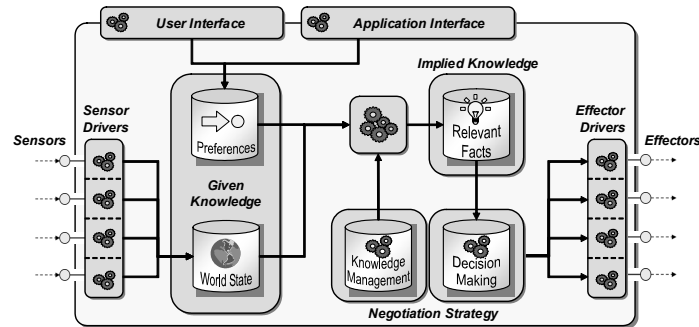 User Interface
Application Interface
Implied Knowledge
Sensor
Drivers
Effector
Drivers
Sensors
Effectors
Preferences
Relevant
Facts
Given
Knowledge
World State
Knowledge
Management
Decision
Making
Negotiation Strategy